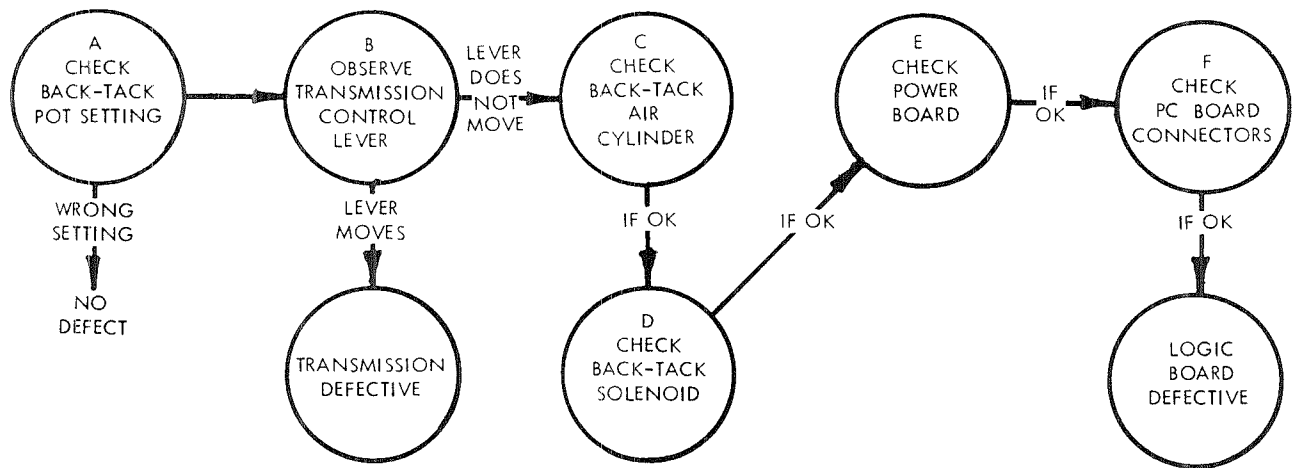 A
CHECK
BACK-TACK
POT SETTING
WRONG
SETTING
NO
DEFECT
B
OBSERVE
TRANSMISSION
CONTROL
LEVER
LEVER
MOVES
TRANSMISSION
DEFECTIVE
LEVER
DOES
NOT
MOVE
C
CHECK
BACK-TACK
AIR
CYLINDER
IF OK
D
CHECK
BACK-TACK
SOLENOID
IF OK
E
CHECK
POWER
BOARD
IF
OK
F
CHECK
PC BOARD
CONNECTORS
IF OK
LOGIC
BOARD
DEFECTIVE